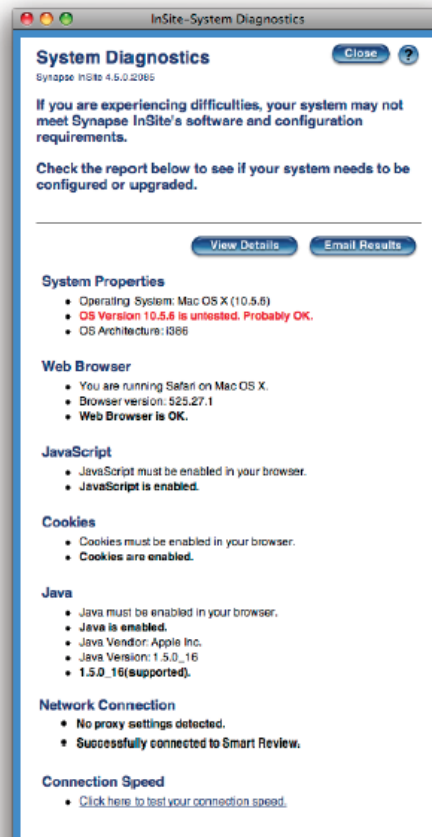 InSite-System Diagnostics
System Diagnostics
Close
?
Synapse InSite 4.5.0.2085
If you are experiencing difficulties, your system may not
meet Synapse InSite's software and configuration
requirements.
Check the report below to see if your system needs to be
configured or upgraded.
View Details
Email Results
System Properties
• Operating System: Mac OS X (10.5.6)
• OS Version 10.5.6 is untested. Probably OK.
• OS Architecture: i386
Web Browser
• You are running Safari on Mac OS X.
• Browser version: 525.27.1
• Web Browser is OK.
JavaScript
• JavaScript must be enabled in your browser.
• JavaScript is enabled.
Cookies
• Cookies must be enabled in your browser.
• Cookies are enabled.
Java
• Java must be enabled in your browser.
• Java is enabled.
• Java Vendor: Apple Inc.
• Java Version: 1.5.0_16
• 1.5.0_16(supported).
Network Connection
• No proxy settings detected.
• Successfully connected to Smart Review.
Connection Speed
• Click here to test your connection speed.